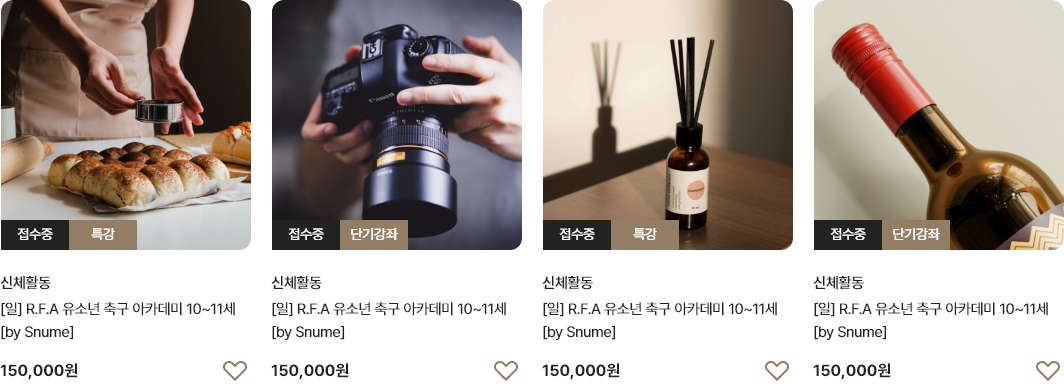 접수중 특강
신체활동
[일] R.F.A 유소년 축구 아카데미 10~11세
[by Snume]
150,000원
Canon
접수중 단기강좌
신체활동
[일] R.F.A 유소년 축구 아카데미 10~11세
[by Snume]
150,000원
접수중 특강
신체활동
[일] R.F.A 유소년 축구 아카데미 10~11세
[by Snume]
150,000원
접수중 단기강좌
신체활동
[일] R.F.A 유소년 축구 아카데미 10~11세
[by Snume]
150,000원